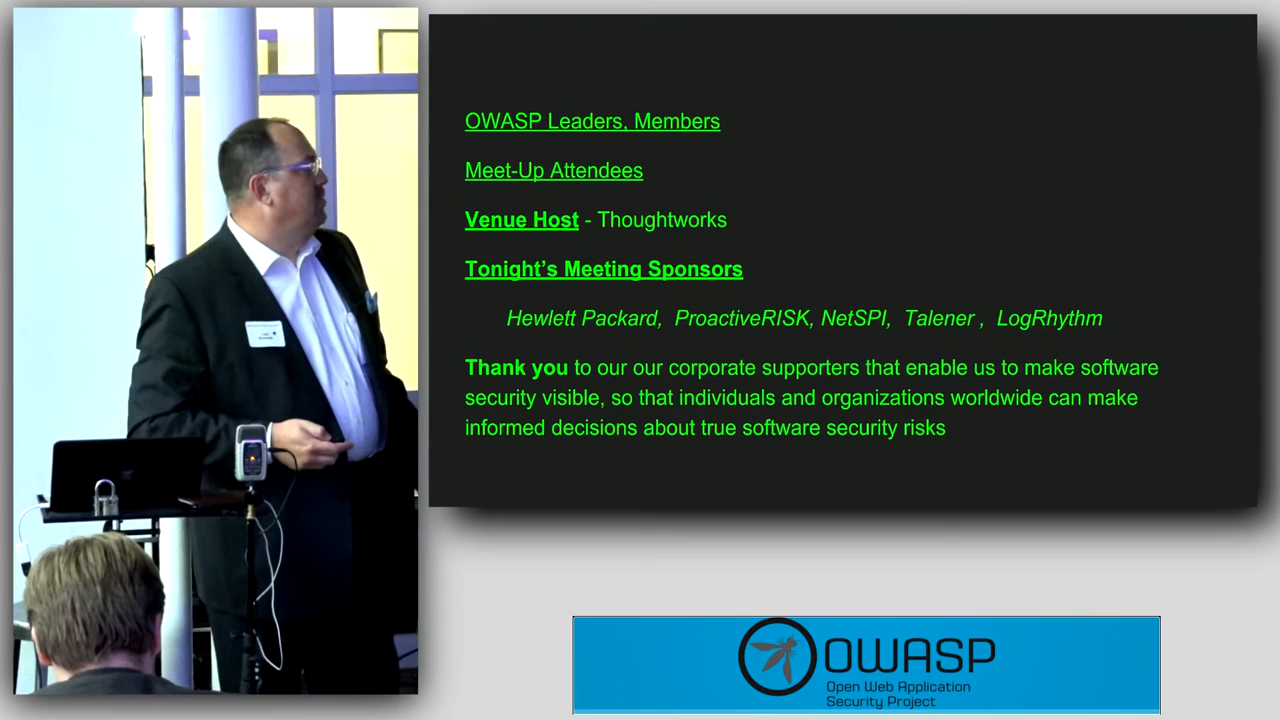 OWASP Leaders, Members
Meet-Up Attendees
Venue Host - Thoughtworks
Tonight's Meeting Sponsors
Hewlett Packard, ProactiveRISK, NetSPI, Talener , LogRhythm
Thank you to our our corporate supporters that enable us to make software
security visible, so that individuals and organizations worldwide can make
informed decisions about true software security risks
OWASP
Open Web Application
Security Project